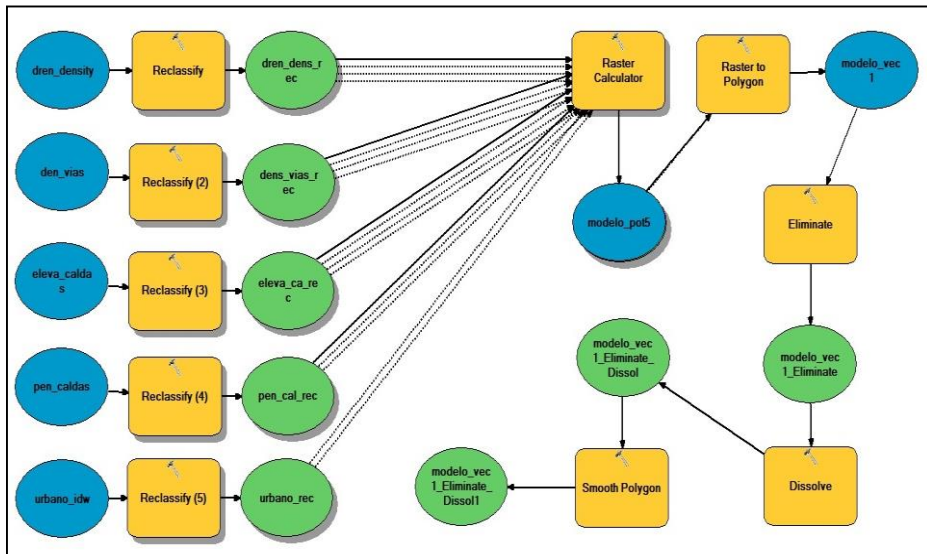 dren_density
Reclassify
dren_dens_r
ec
Raster
Calculator
Raster to
Polygon
modelo_vec
1
den_vias
Reclassify (2)
dens_vias_r
ec
modelo_pot5
Eliminate
eleva_calda
s
Reclassify (3)
eleva_ca_re
c
pen_caldas
Reclassify (4)
pen_cal_rec
modelo_vec
1_Eliminate_
Dissol
modelo_vec
1_Eliminate
urbano_idw
Reclassify (5)
urbano_rec
modelo_vec
1_Eliminate_
Dissol1
Smooth Polygon
Dissolve